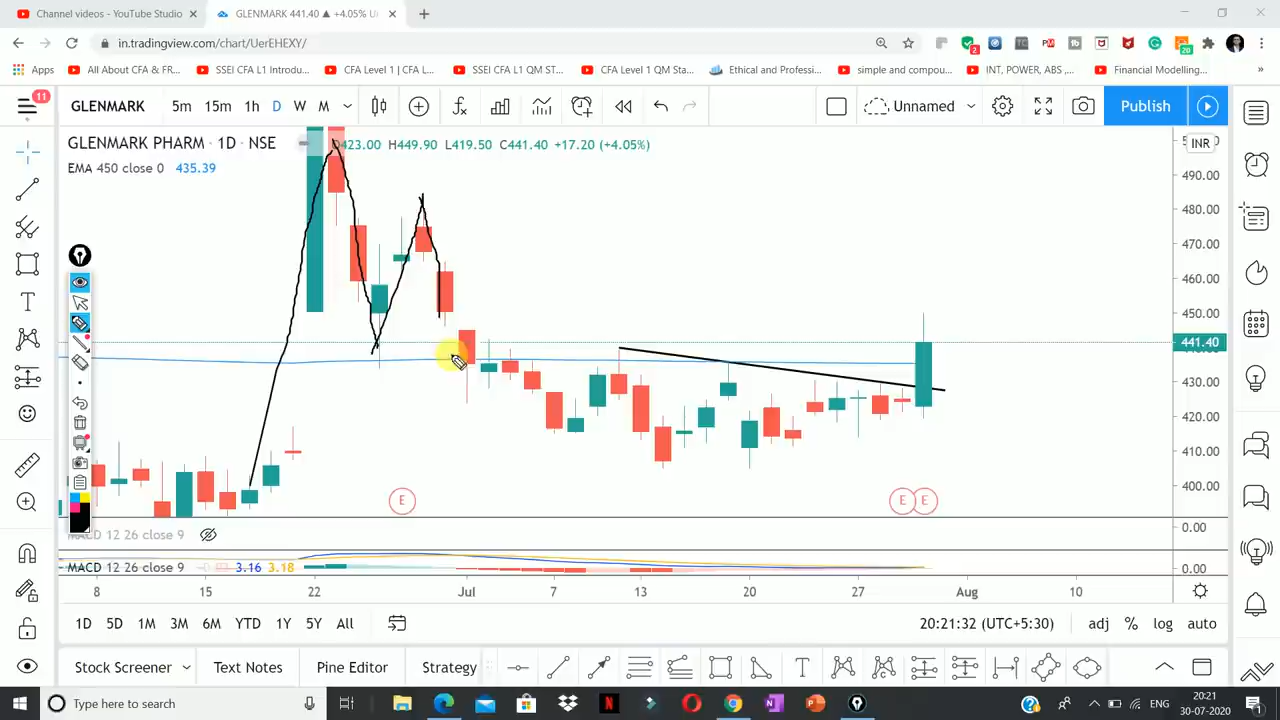 Channel videos - YouTube Studio
GLENMARK 441.40 ▲ +4.05% U
in.tradingview.com/chart/UerEHEXY/
2
20
Apps
All About CFA & FR...
SSEI CFA L1 Introdu...
CFA Level 1 | CFA L...
SSEI CFA L1 QM ST...
CFA Level 1 QM Sta...
Ethical and Professi...
simple and compou...
INT, POWER, ABS ,...
Financial Modelling...
11
GLENMARK
5m 15m 1h D W M
Unnamed
Publish
GLENMARK PHARM · 1D · NSE
423.00 H449.90 L419.50 C441.40 +17.20 (+4.05%)
INR
EMA 450 close 0 435.39
490.00
480.00
470.00
460.00
450.00
441.40
430.00
420.00
410.00
400.00
E E E
MACD 12 26 close 9
0.00
MACD 12 26 close 9 3.16 3.18
0.00
8 15 22 Jul 7 13 20 27 Aug 10
1D 5D 1M 3M 6M YTD 1Y 5Y All
20:21:32 (UTC+5:30)
adj % log auto
Stock Screener
Text Notes
Pine Editor
Strategy
Type here to search
ENG
20:21
30-07-2020
1